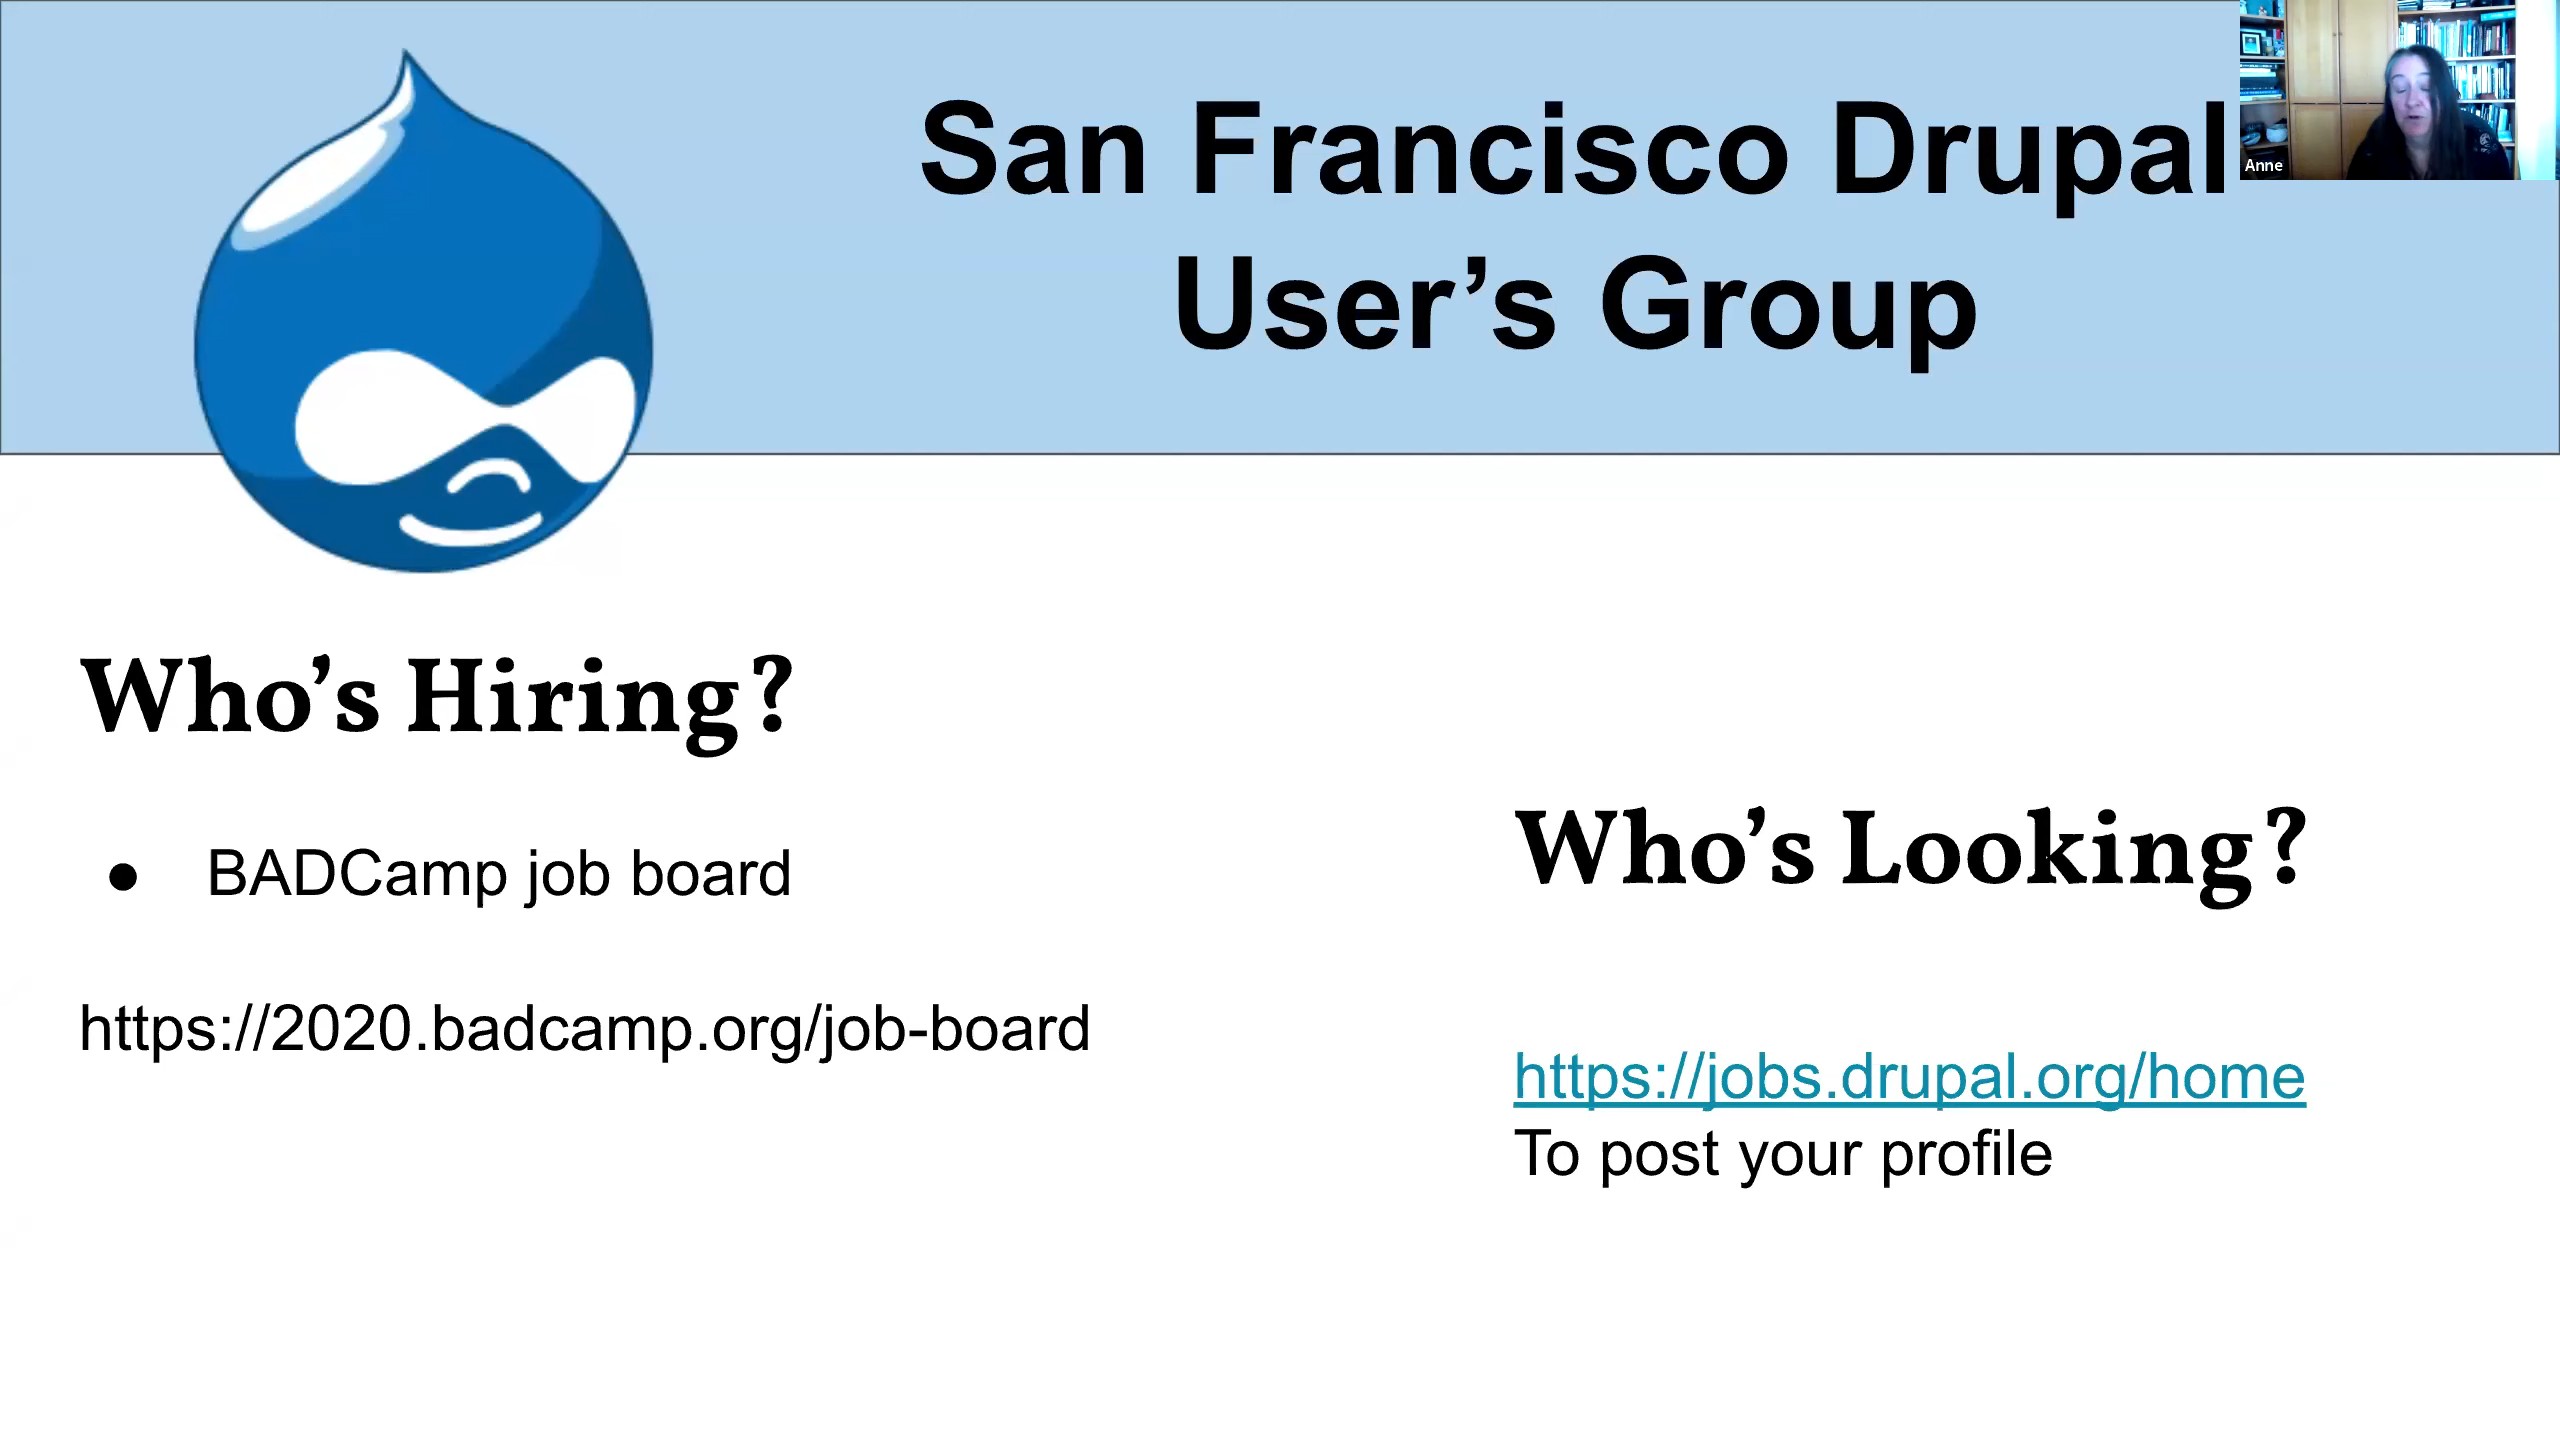 San Francisco Drupal
User’s Group
Anne
Who’s Hiring?
● BADCamp job board
https://2020.badcamp.org/job-board
Who’s Looking?
https://jobs.drupal.org/home
To post your profile